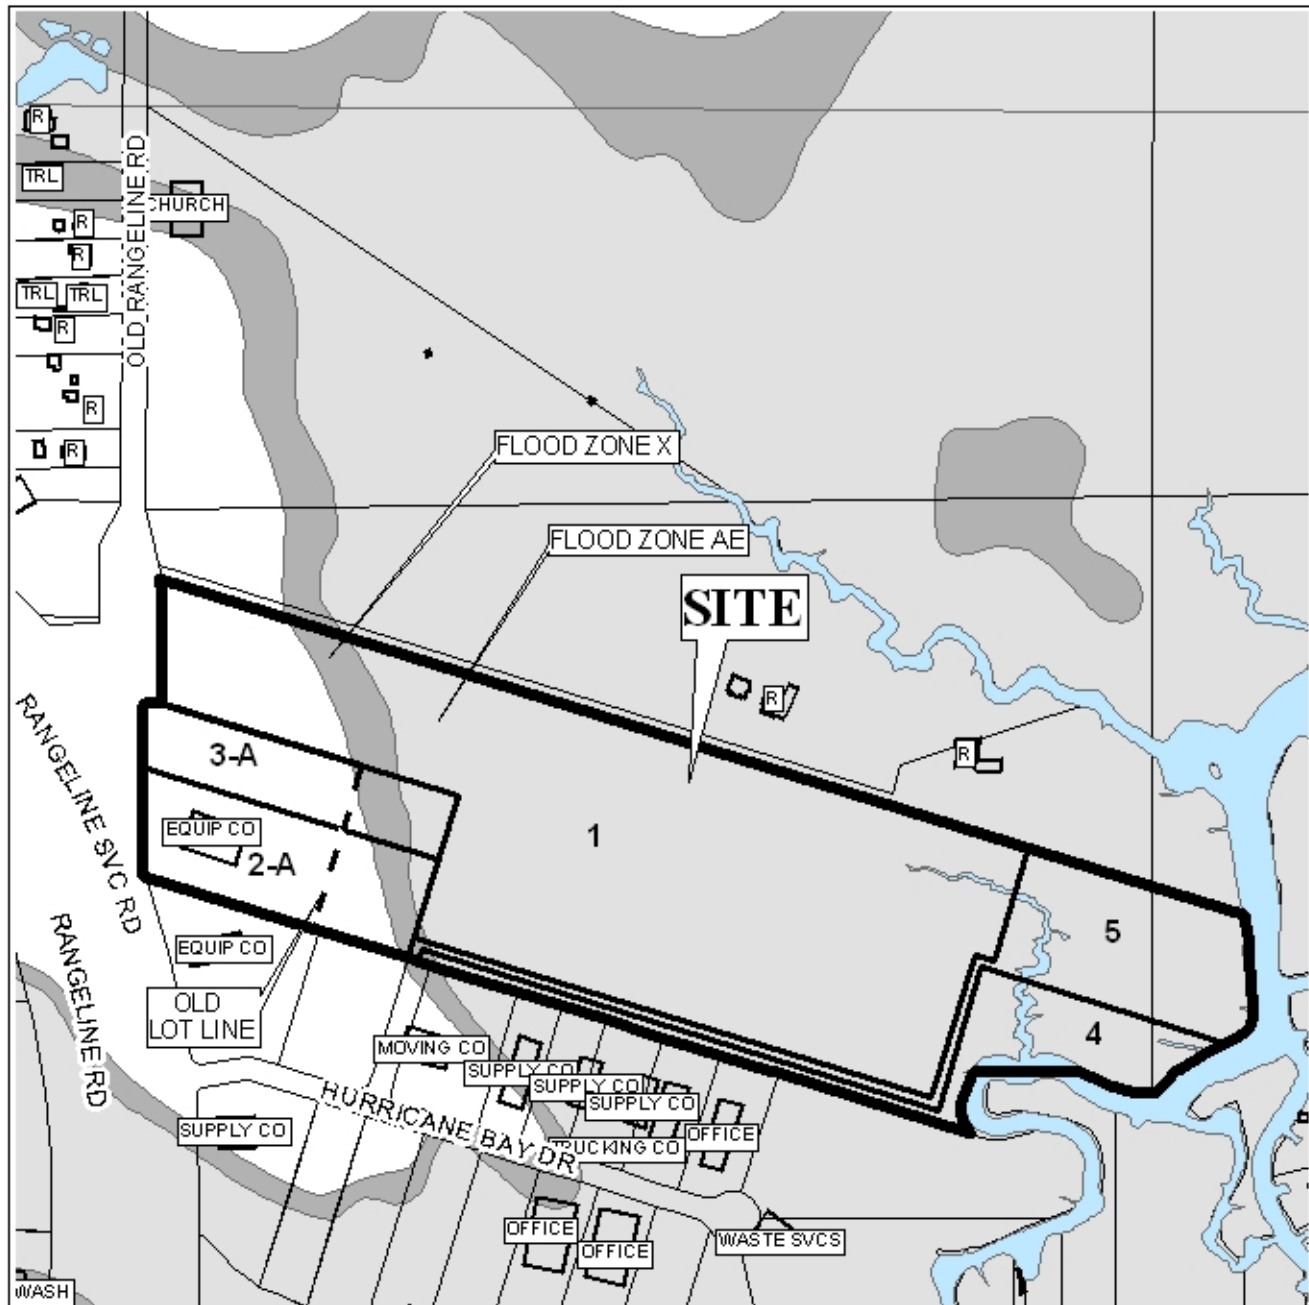 R
TRL
CHURCH
R
OLD RANGELINE RD
R
TRL
TRL
R
R
R
FLOOD ZONE X
FLOOD ZONE AE
SITE
R
R
RANGELINE SVC RD
3-A
EQUIP CO
2-A
1
5
4
RANGELINE RD
EQUIP CO
OLD
LOT LINE
MOVING CO
SUPPLY CO
SUPPLY CO
SUPPLY CO
HURRICANE BAY DR
SUPPLY CO
OFFICE
TRUCKING CO
OFFICE
OFFICE
WASTE SVCS
WASH